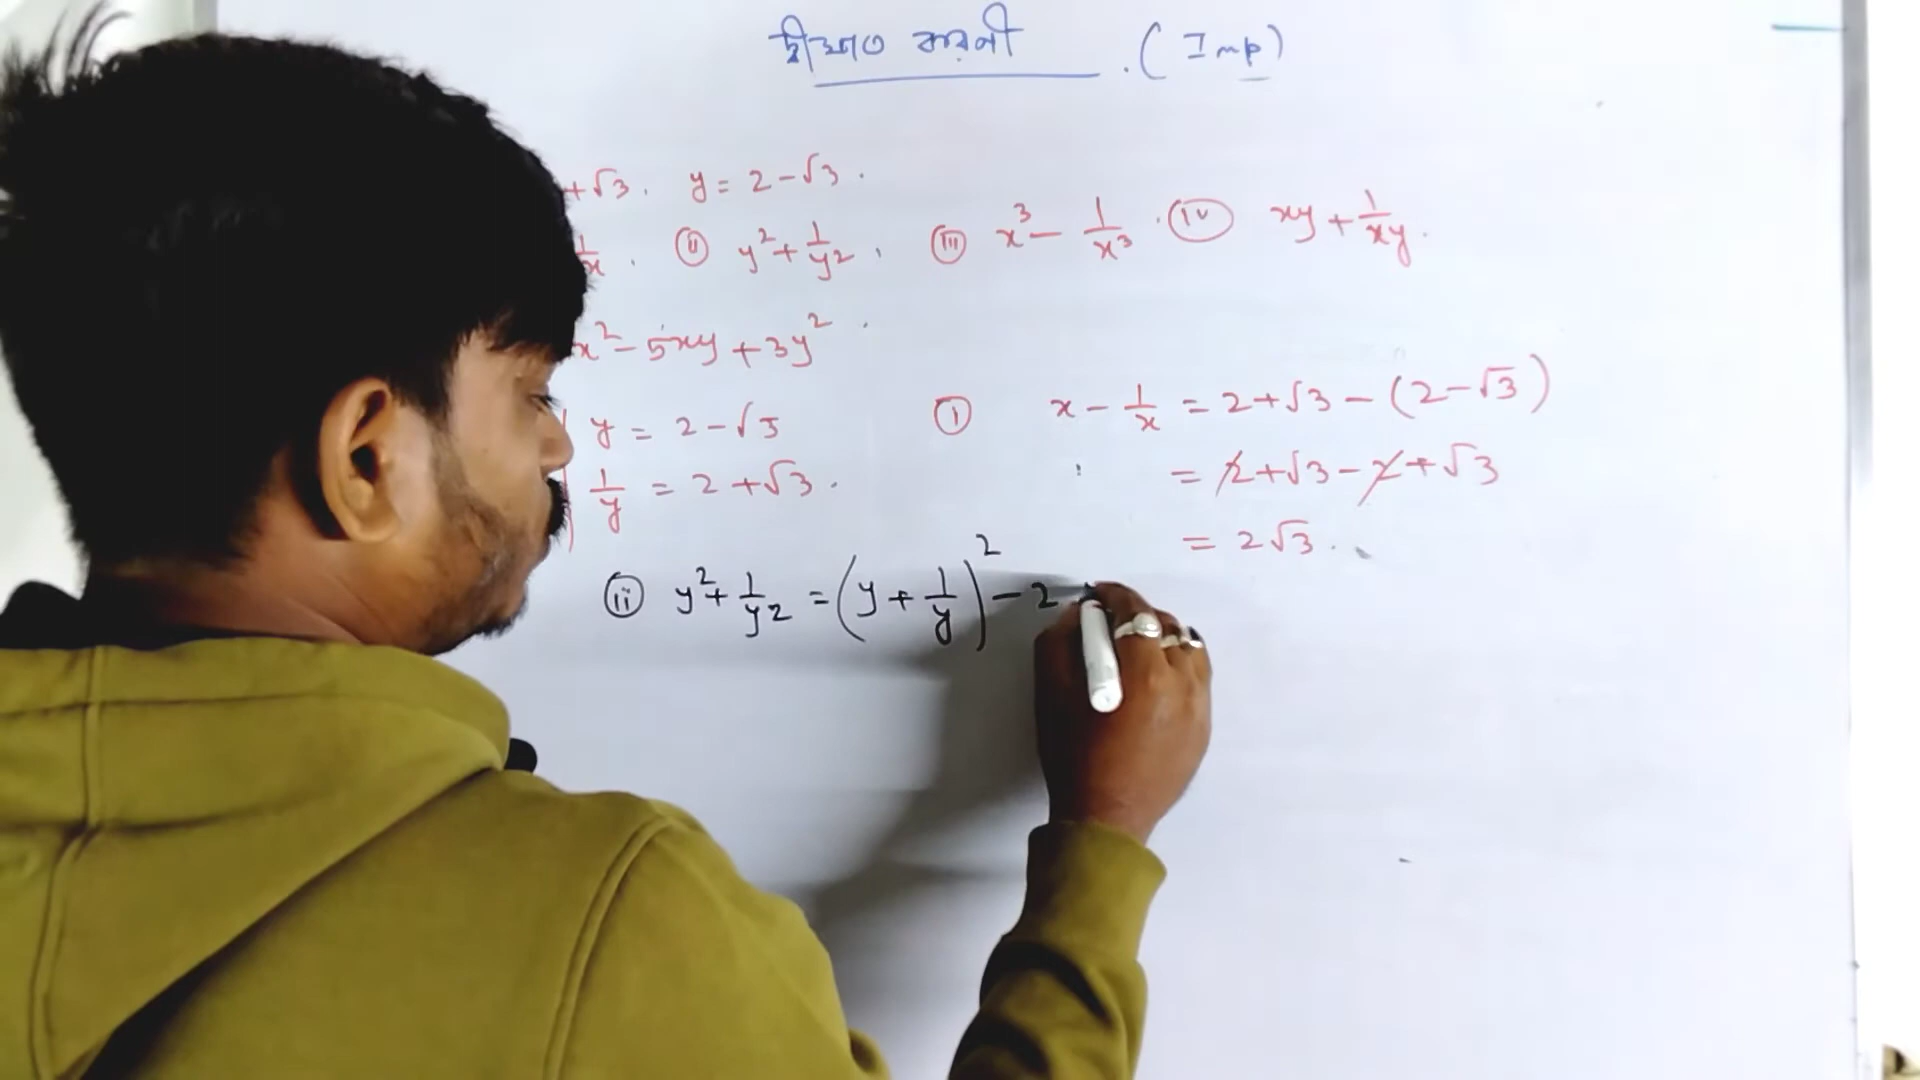 দ্বিঘাত করণী . (Imp)
+√3. y = 2-√3 .
1/x . (ii) y²+1/y² , (iii) x³- 1/x³ . (iv) xy + 1/xy .
x²-5xy+3y² .
y = 2-√3
1/y = 2+√3 .
(i) x - 1/x = 2+√3 - (2-√3)
= 2+√3-2+√3
= 2√3 .
(ii) y²+1/y² = (y+1/y)² - 2